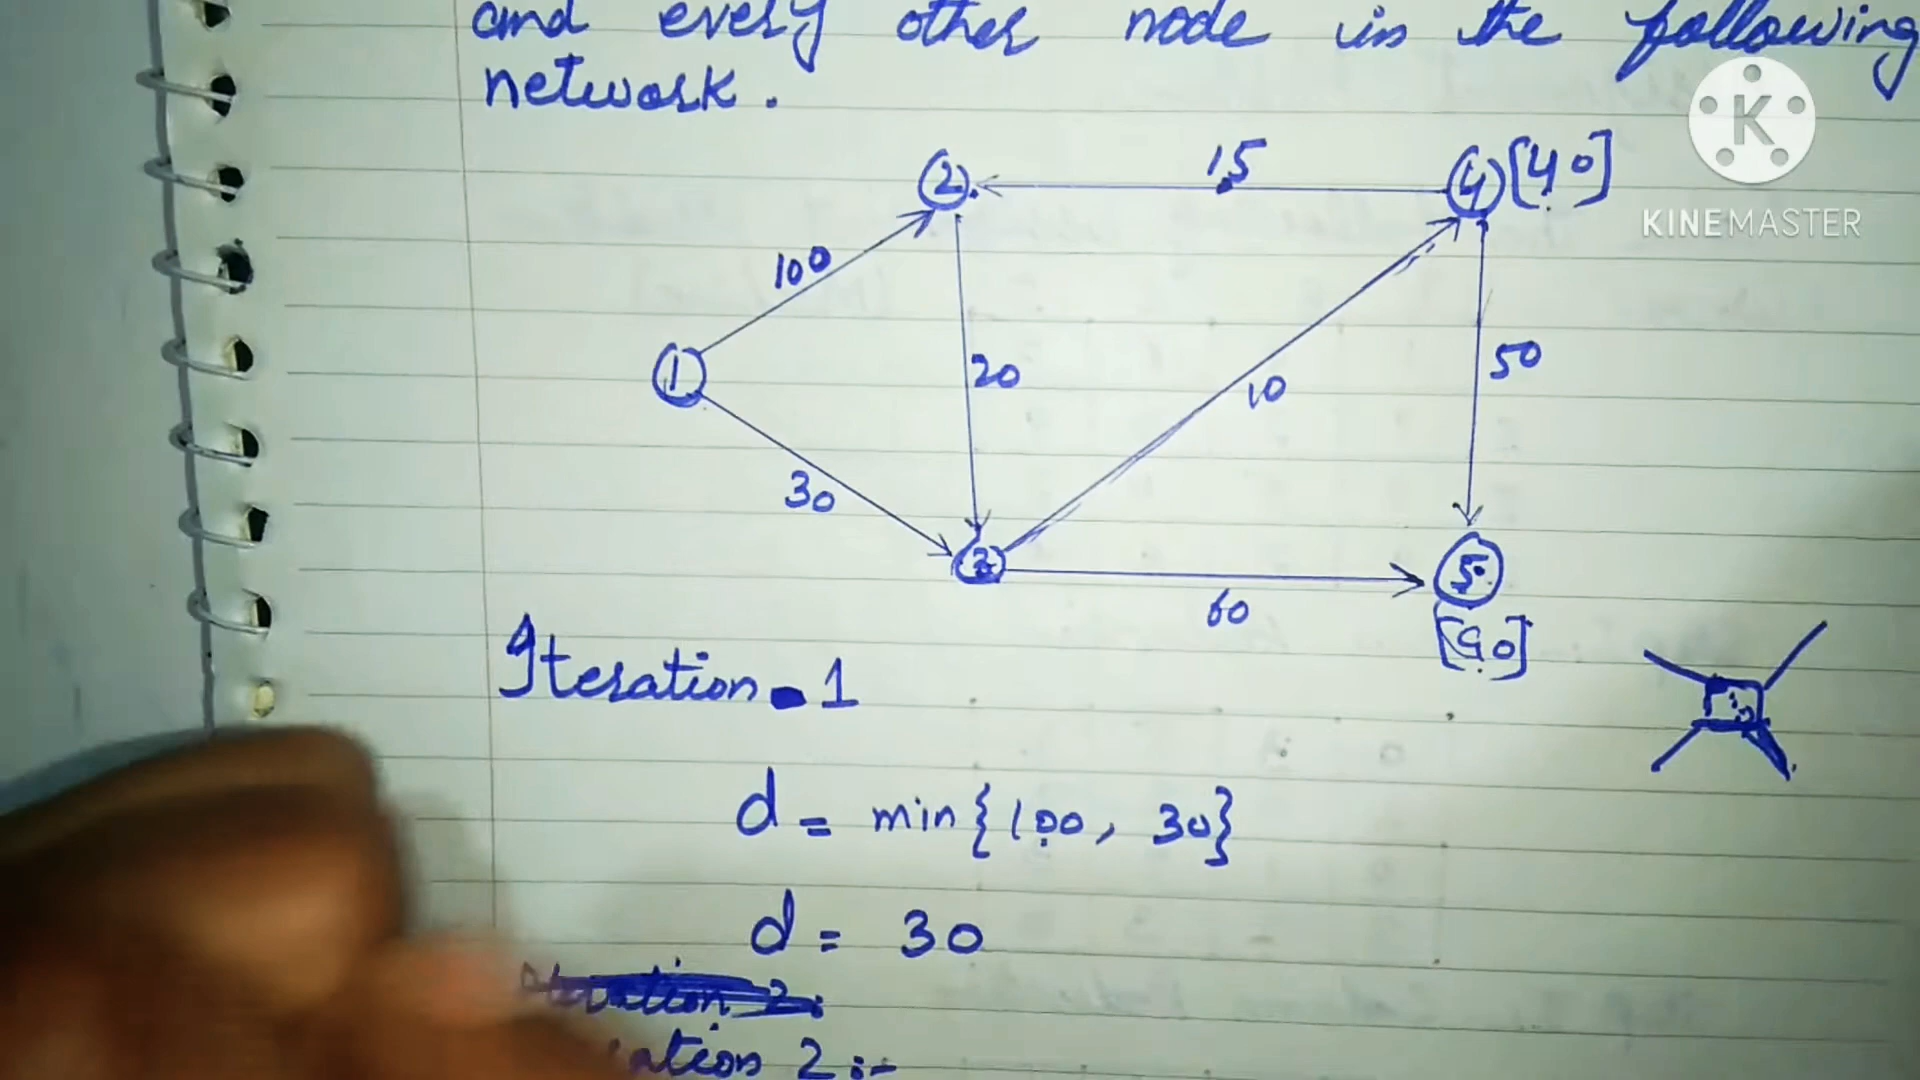 and every other node in the following
network.
15
2
4 [40]
KINEMASTER
100
1
20
50
10
30
3
5
60
[90]
Iteration 1
d = min{100, 30}
d = 30
Iteration 2:
ration 2:-